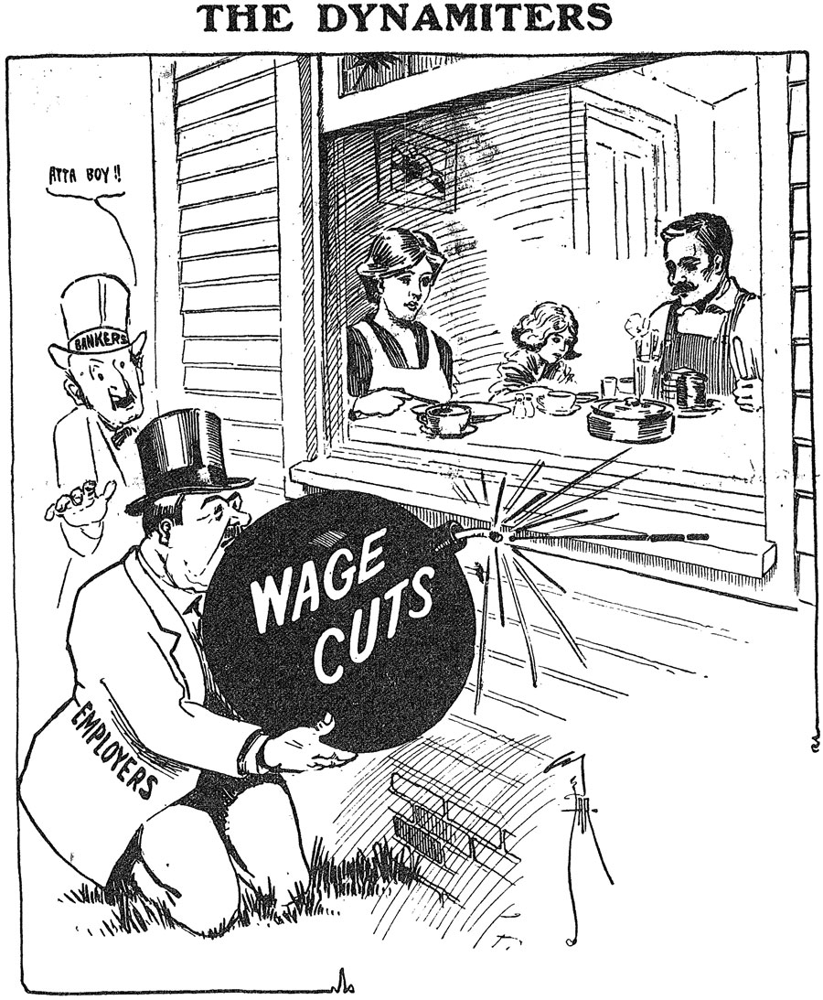 THE DYNAMITERS
ATTA BOY!!
BANKERS
WAGE
CUTS
EMPLOYERS